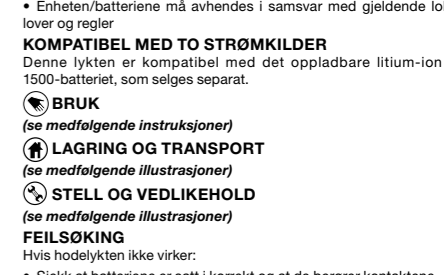 • Enheten/batteriene må avhendes i samsvar med gjeldende
lover og regler
KOMPATIBEL MED TO STRØMKILDER
Denne lykten er kompatibel med det oppladbare litium-ion
1500-batteriet, som selges separat.
BRUK
(se medfølgende instruksjoner)
LAGRING OG TRANSPORT
(se medfølgende illustrasjoner)
STELL OG VEDLIKEHOLD
(se medfølgende illustrasjoner)
FEILSØKING
Hvis hodelykten ikke virker:
• Sjekk at batteriene er satt i korrekt og at de berører kontaktene